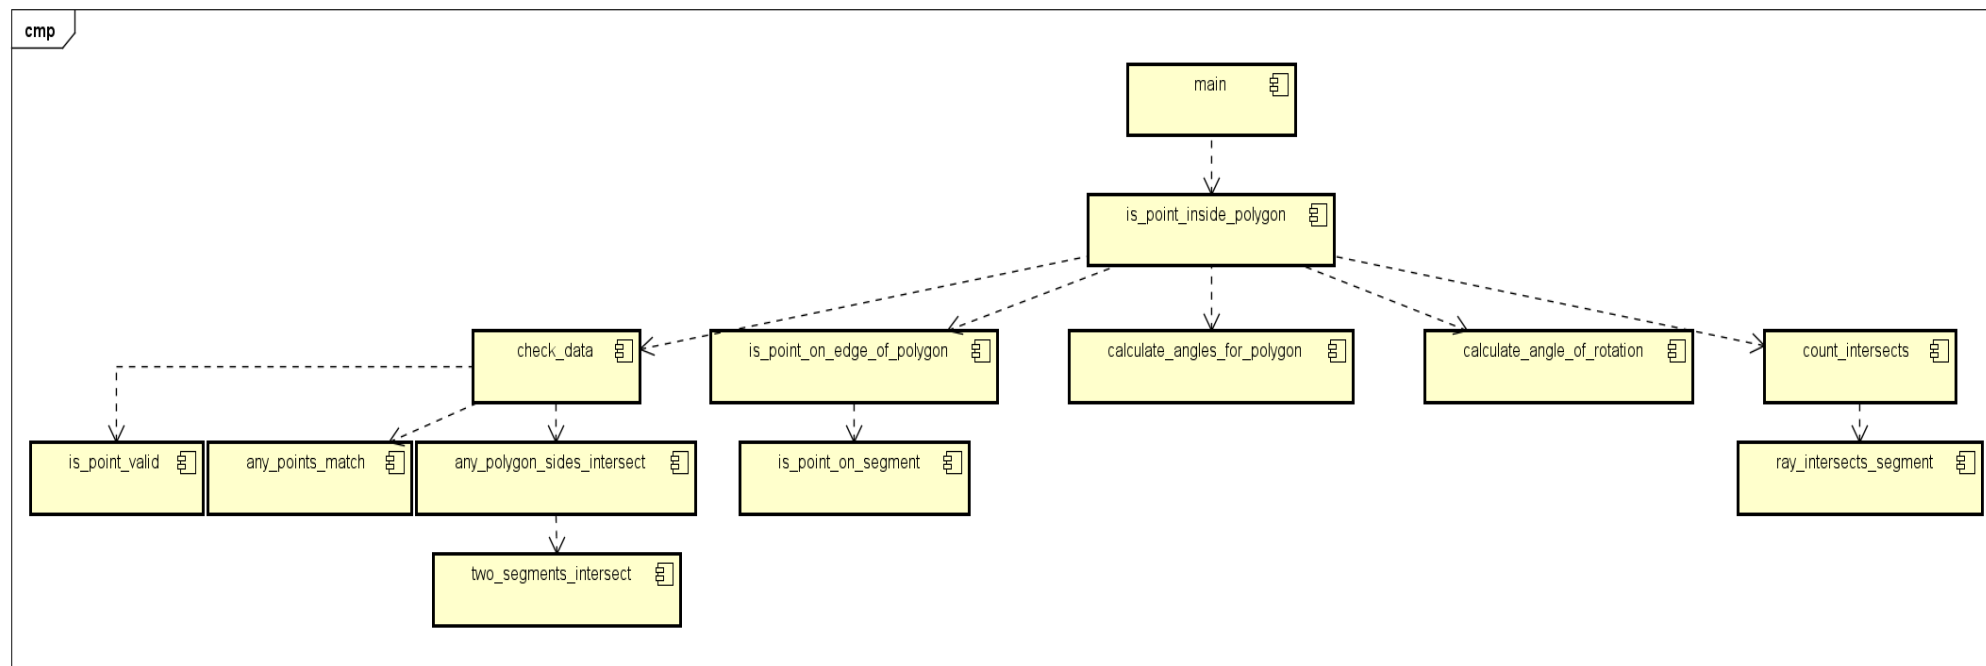 cmp
main
is_point_inside_polygon
check_data
is_point_on_edge_of_polygon
calculate_angles_for_polygon
calculate_angle_of_rotation
count_intersects
is_point_valid
any_points_match
any_polygon_sides_intersect
is_point_on_segment
ray_intersects_segment
two_segments_intersect